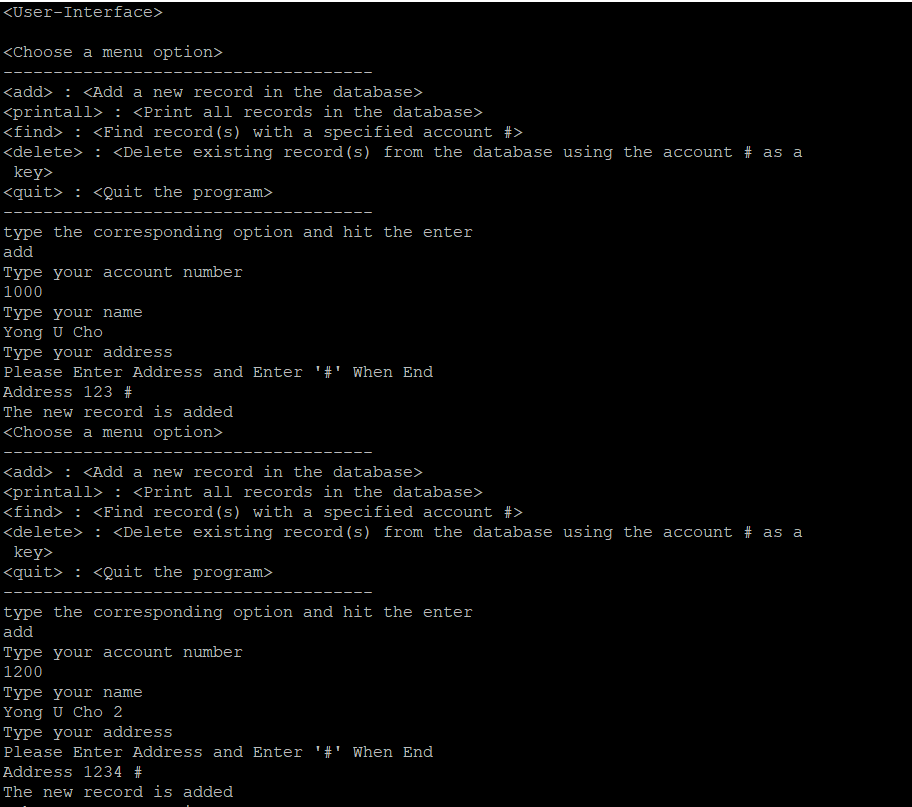 <User-Interface>
<Choose a menu option>
-------------------------------------
<add> : <Add a new record in the database>
<printall> : <Print all records in the database>
<find> : <Find record(s) with a specified account #>
<delete> : <Delete existing record(s) from the database using the account # as a
 key>
<quit> : <Quit the program>
-------------------------------------
type the corresponding option and hit the enter
add
Type your account number
1000
Type your name
Yong U Cho
Type your address
Please Enter Address and Enter '#' When End
Address 123 #
The new record is added
<Choose a menu option>
-------------------------------------
<add> : <Add a new record in the database>
<printall> : <Print all records in the database>
<find> : <Find record(s) with a specified account #>
<delete> : <Delete existing record(s) from the database using the account # as a
 key>
<quit> : <Quit the program>
-------------------------------------
type the corresponding option and hit the enter
add
Type your account number
1200
Type your name
Yong U Cho 2
Type your address
Please Enter Address and Enter '#' When End
Address 1234 #
The new record is added